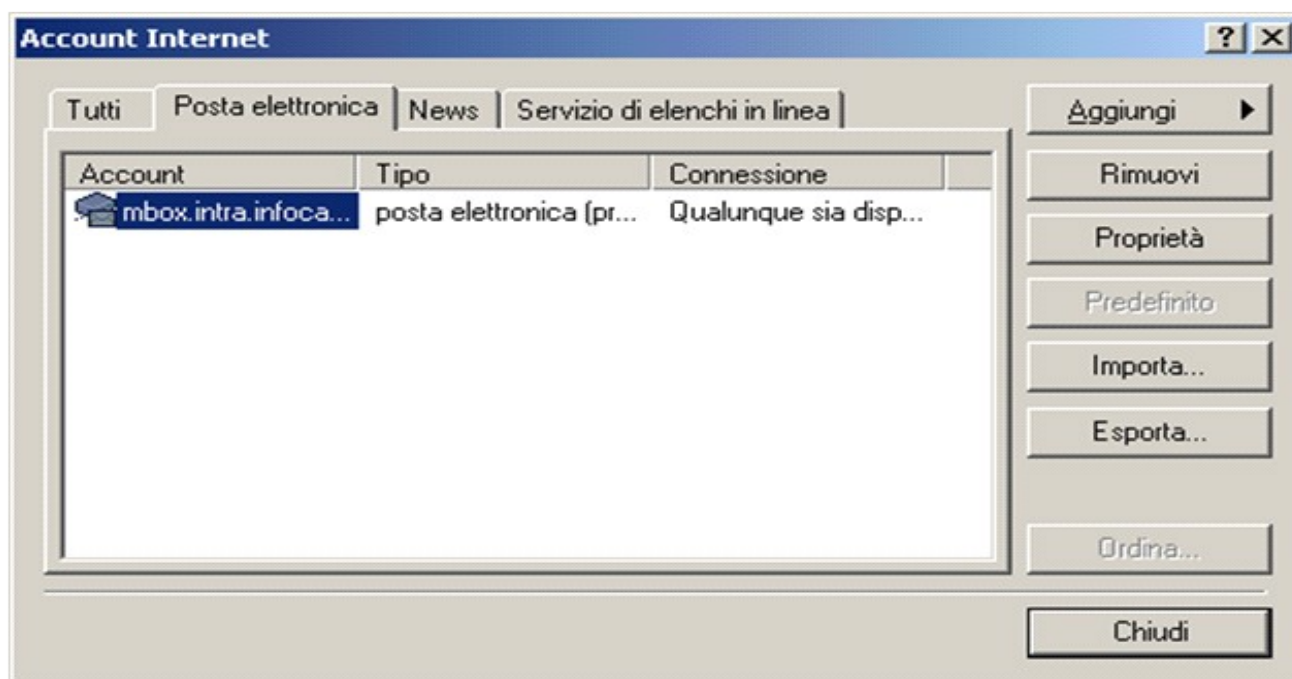 Account Internet
Tutti Posta elettronica News Servizio di elenchi in linea
Aggiungi
Account Tipo Connessione
Rimuovi
mbox.intra.infoca... posta elettronica (pr... Qualunque sia disp...
Proprietà
Predefinito
Importa...
Esporta...
Ordina...
Chiudi